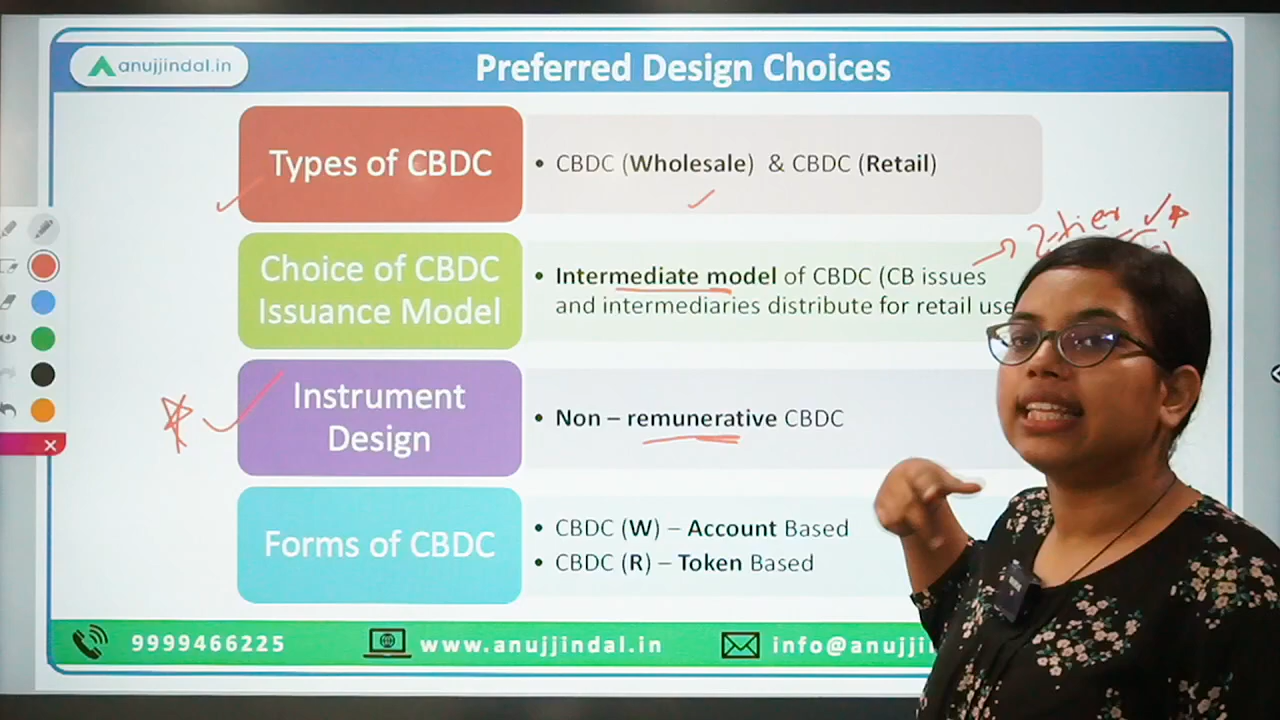 anujjindal.in
Preferred Design Choices
Types of CBDC
• CBDC (Wholesale) & CBDC (Retail)
2-tier
Choice of CBDC
Issuance Model
• Intermediate model of CBDC (CB issues
and intermediaries distribute for retail use
Instrument
Design
• Non – remunerative CBDC
Forms of CBDC
• CBDC (W) – Account Based
• CBDC (R) – Token Based
9999466225
www.anujjindal.in
info@anujji